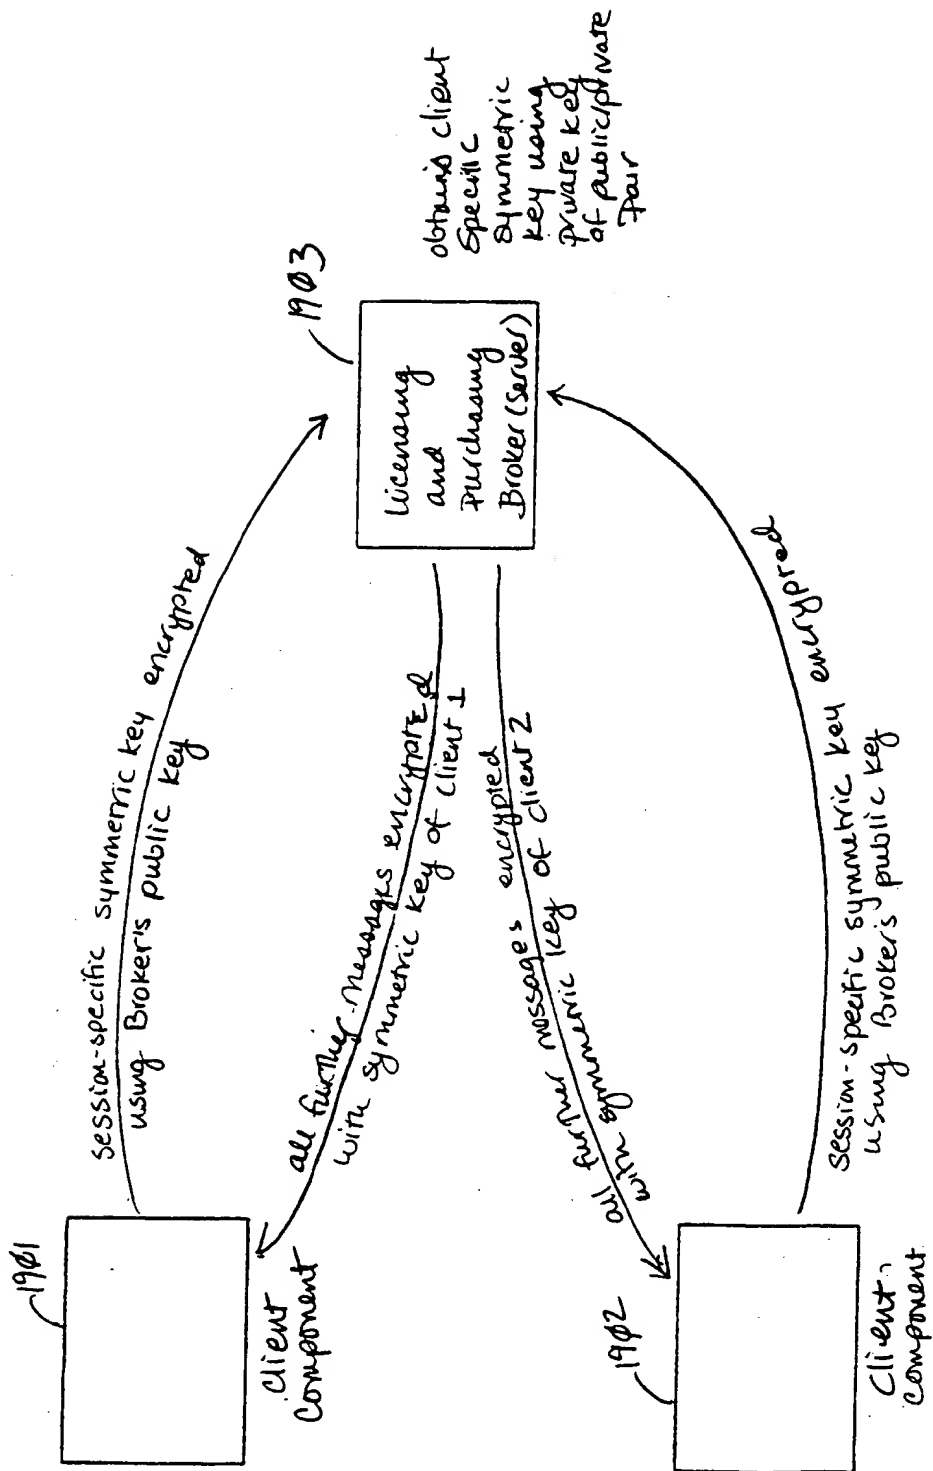 1901
Client
Component
session-specific symmetric key encrypted
using Broker's public key
all further messages encrypted
with symmetric key of client 1
1903
Licensing
and
Purchasing
Broker (Server)
obtains client
specific
symmetric
key using
private key
of public/private
Pair
all further messages encrypted
with symmetric key of client 2
1902
Client
Component
session-specific symmetric key encrypted
using Broker's public key